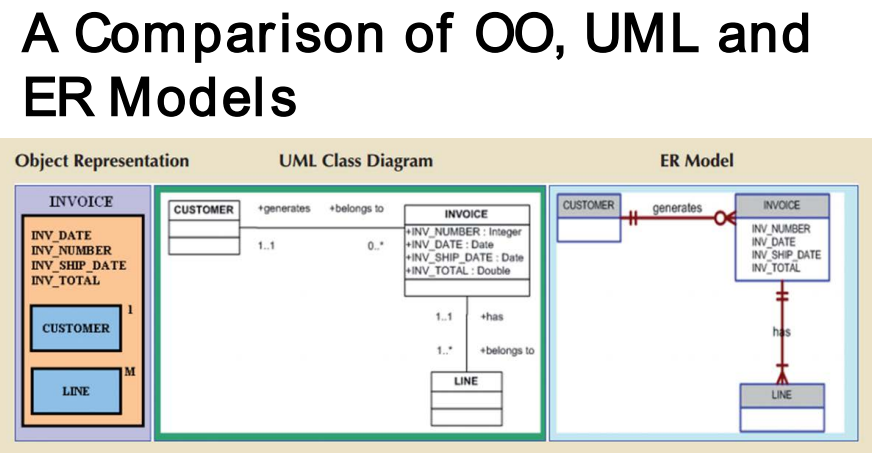 A Comparison of OO, UML and
ER Models
Object Representation
UML Class Diagram
ER Model
INVOICE
INV_DATE
INV_NUMBER
INV_SHIP_DATE
INV_TOTAL
1
CUSTOMER
M
LINE
CUSTOMER
+generates
+belongs to
1..1
0..*
INVOICE
+INV_NUMBER : Integer
+INV_DATE : Date
+INV_SHIP_DATE : Date
+INV_TOTAL : Double
1..1
+has
1..*
+belongs to
LINE
CUSTOMER
generates
INVOICE
INV_NUMBER
INV_DATE
INV_SHIP_DATE
INV_TOTAL
has
LINE